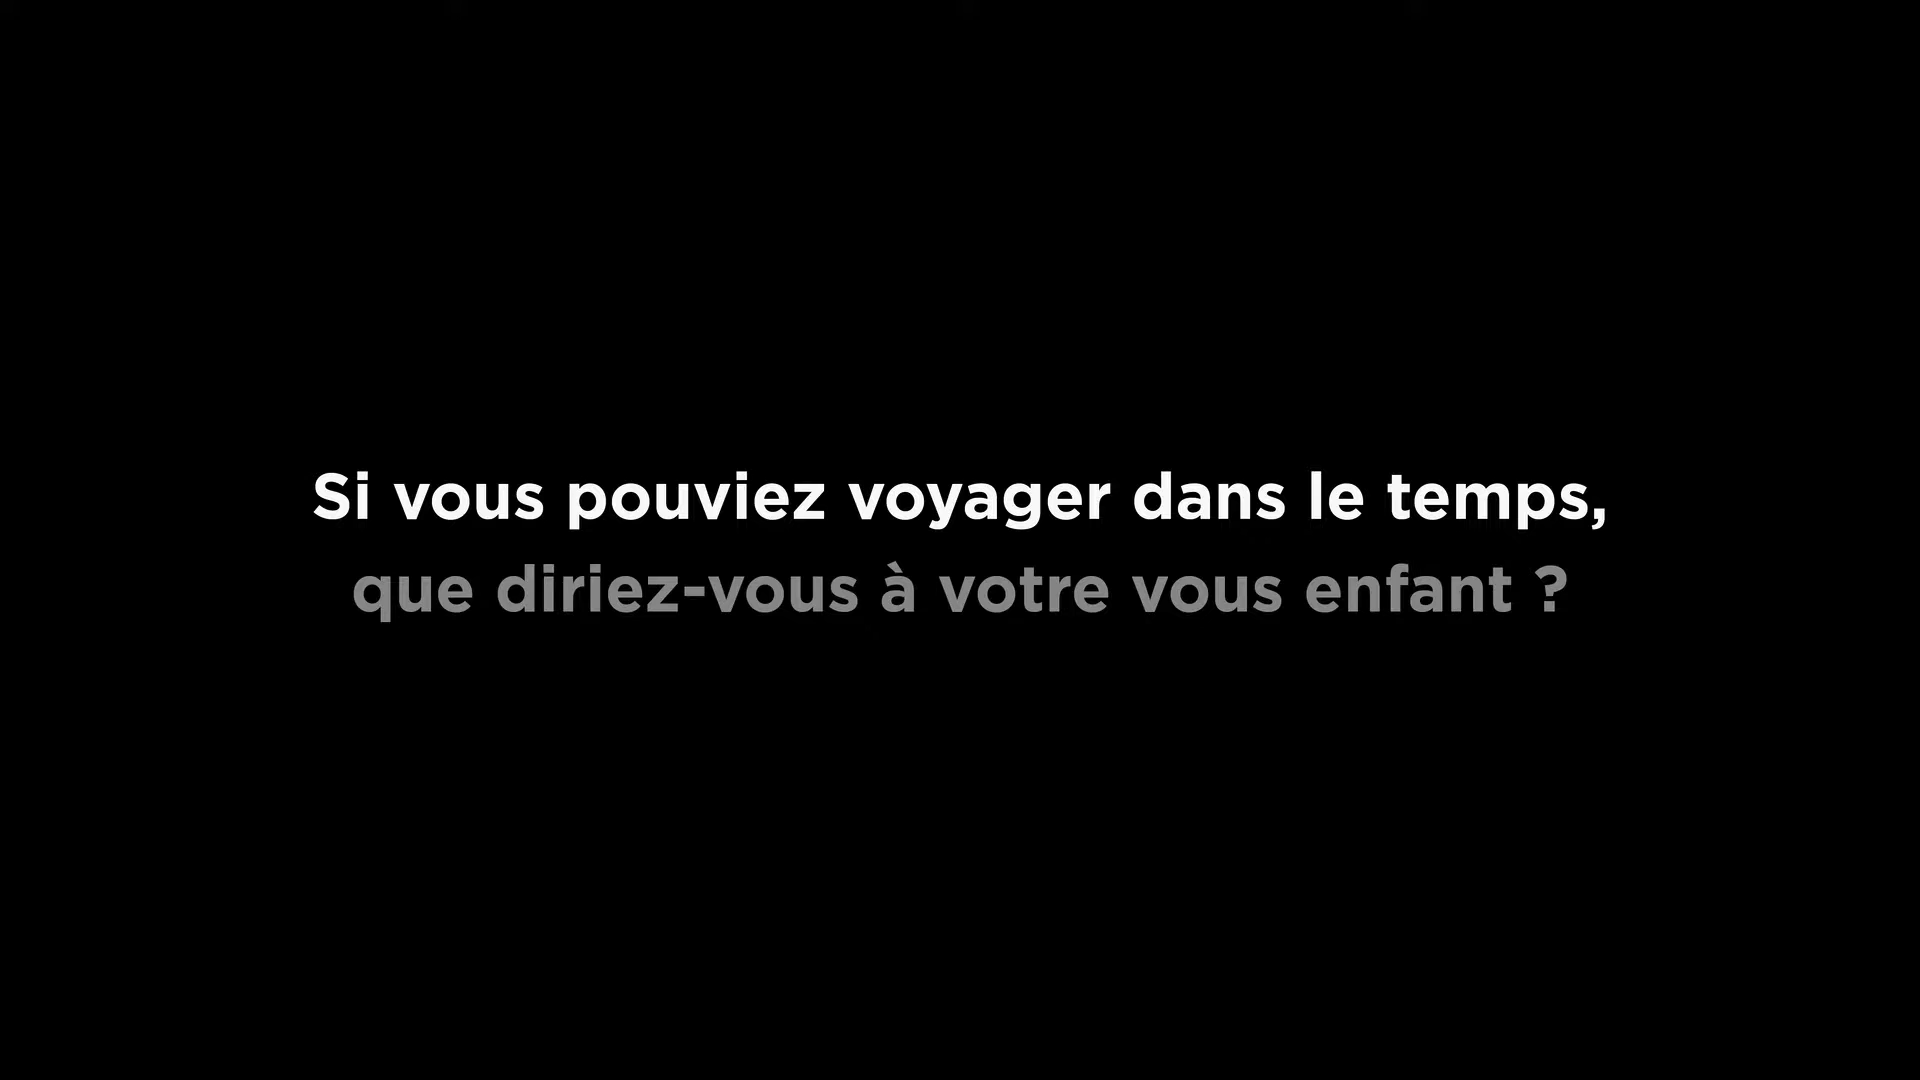 Si vous pouviez voyager dans le temps,
que diriez-vous à votre vous enfant ?